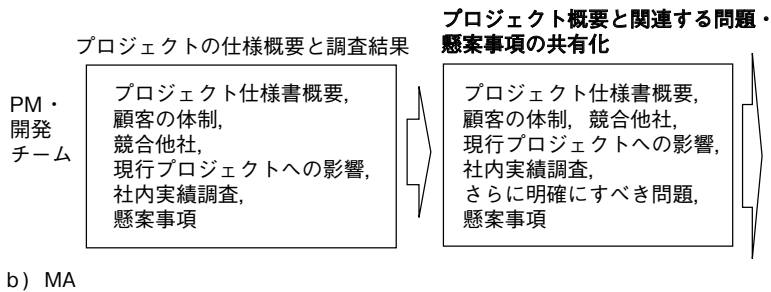 プロジェクトの仕様概要と調査結果
プロジェクト概要と関連する問題・
懸案事項の共有化
PM・
開発
チーム
プロジェクト仕様書概要,
顧客の体制,
競合他社,
現行プロジェクトへの影響,
社内実績調査,
懸案事項
プロジェクト仕様書概要,
顧客の体制, 競合他社,
現行プロジェクトへの影響,
社内実績調査,
さらに明確にすべき問題,
懸案事項
b) MA